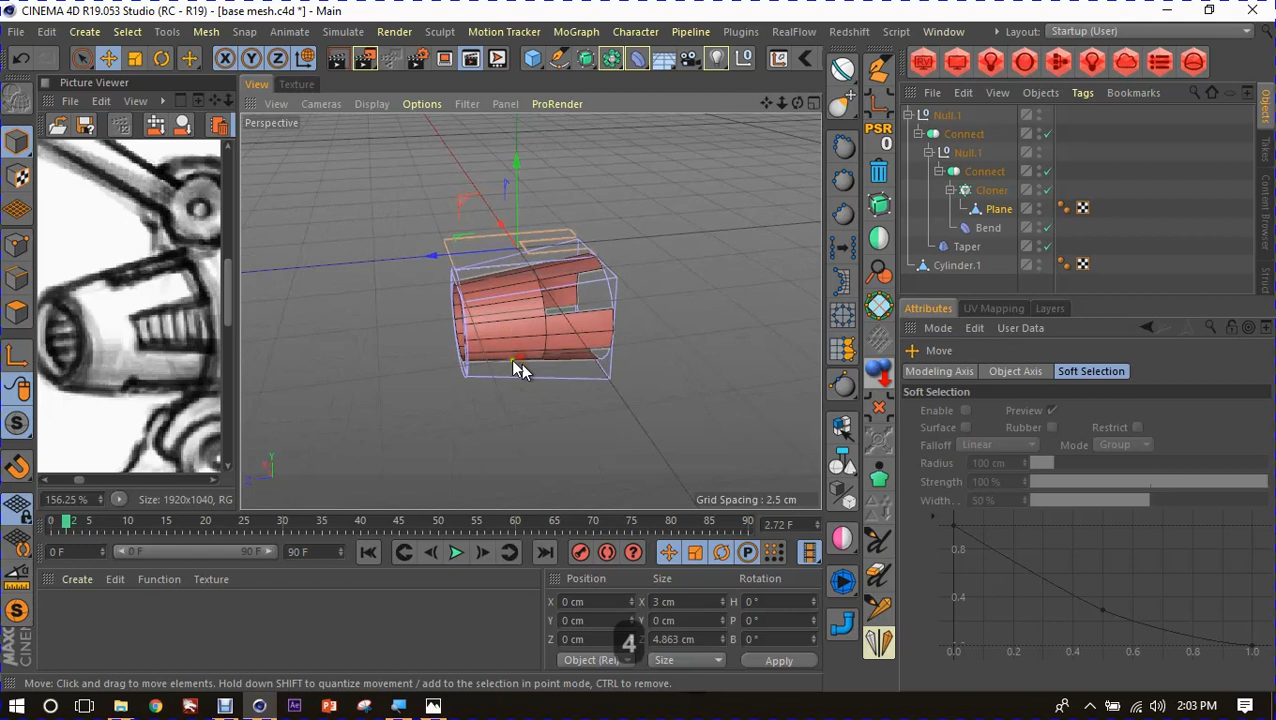 CINEMA 4D R19.053 Studio (RC - R19) - [base mesh.c4d *] - Main
File Edit Create Select Tools Mesh Snap Animate Simulate Render Sculpt Motion Tracker MoGraph Character Pipeline Plugins RealFlow Redshift Script Window Layout: Startup (User)
Picture Viewer View Texture
File Edit View View Cameras Display Options Filter Panel ProRender
File Edit View Objects Tags Bookmarks
Perspective
Null.1
Connect
Null.1
Connect
Cloner
Plane
Bend
Taper
Cylinder.1
PSR
0
Objects
Takes
Content Browser
Attributes UV Mapping Layers
Mode Edit User Data
Move
Modeling Axis Object Axis Soft Selection
Soft Selection
Enable Preview
Surface Rubber Restrict
Falloff Linear Mode Group
Radius 100 cm
Strength 100 %
Width 50 %
0.8
0.4
0.0 0.2 0.4 0.6 0.8 1.0
Y
Z
Grid Spacing : 2.5 cm
156.25 % Size: 1920x1040, RG
0 2 5 10 15 20 25 30 35 40 45 50 55 60 65 70 75 80 85 90 2.72 F
0 F 0 F 90 F 90 F
Create Edit Function Texture
Position Size Rotation
X 0 cm X 3 cm H 0 °
Y 0 cm Y 0 cm P 0 °
Z 0 cm 4.863 cm B 0 °
Object (Rel) Size Apply
4
Move: Click and drag to move elements. Hold down SHIFT to quantize movement / add to the selection in point mode, CTRL to remove.
2:03 PM